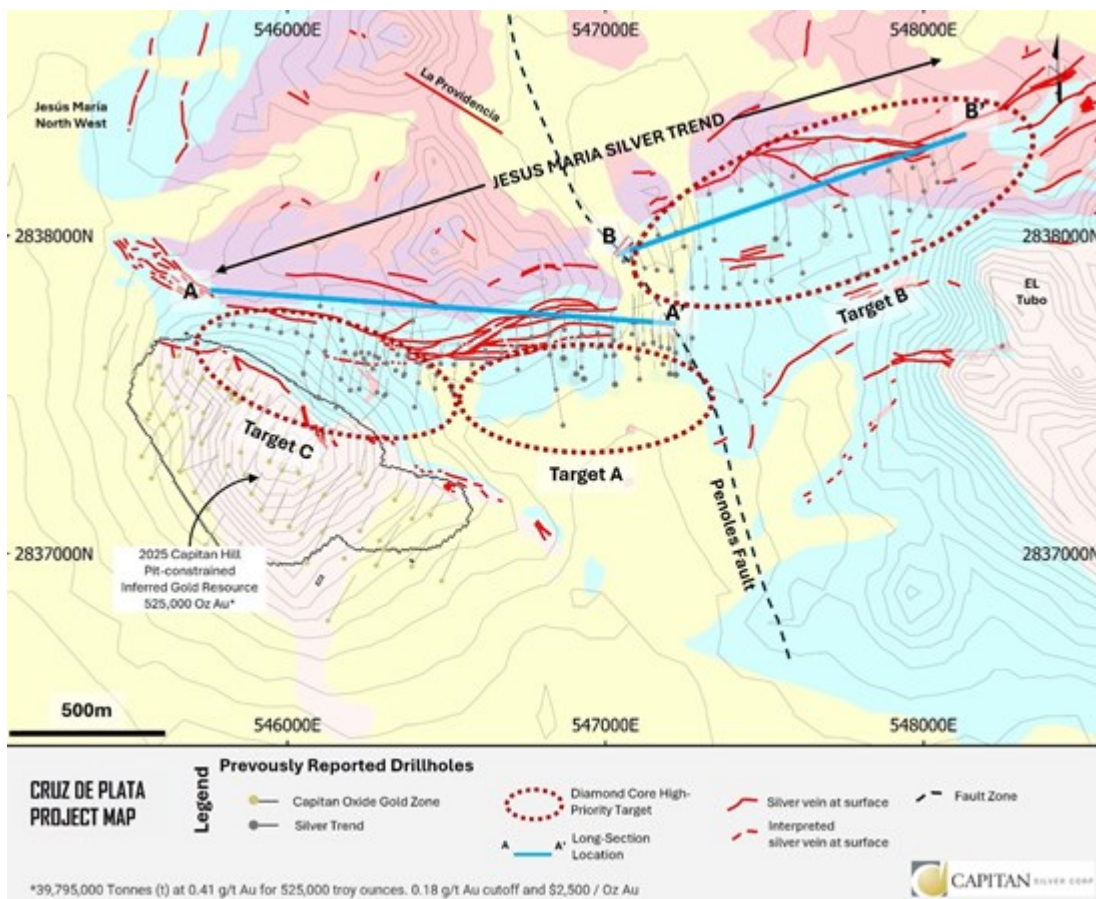 546000E
547000E
548000E
Jesús María
North West
La Providencia
JESUS MARIA SILVER TREND
B'
B
2838000N
2838000N
A
A'
EL
Tubo
Target B
Target C
Target A
Penoles Fault
2837000N
2837000N
2025 Capitan Hill
Pit-constrained
Inferred Gold Resource
525,000 Oz Au*
500m
546000E
547000E
548000E
CRUZ DE PLATA
PROJECT MAP
Legend
Prevously Reported Drillholes
Capitan Oxide Gold Zone
Silver Trend
Diamond Core High-
Priority Target
A A' Long-Section
Location
Silver vein at surface
Interpreted
silver vein at surface
Fault Zone
*39,795,000 Tonnes (t) at 0.41 g/t Au for 525,000 troy ounces. 0.18 g/t Au cutoff and $2,500 / Oz Au
CAPITAN SILVER CORP